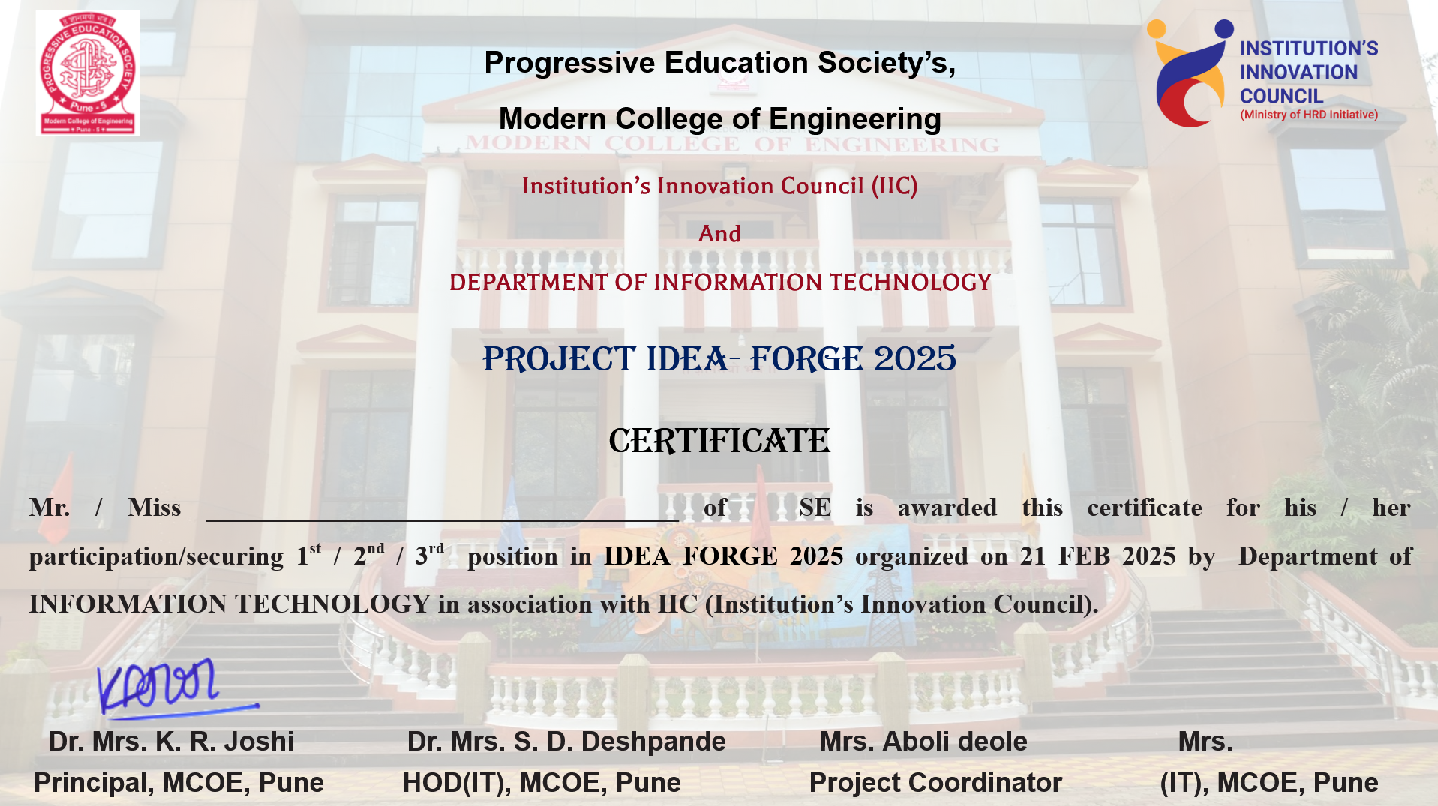 PROGRESSIVE EDUCATION SOCIETY
Pune - 5
Modern College of Engineering
Pune - 5
INSTITUTION'S
INNOVATION
COUNCIL
(Ministry of HRD Initiative)
Progressive Education Society's,
Modern College of Engineering
MODERN COLLEGE OF ENGINEERING
Institution's Innovation Council (IIC)
And
DEPARTMENT OF INFORMATION TECHNOLOGY
PROJECT IDEA- FORGE 2025
CERTIFICATE
Mr. / Miss ____________________ of SE is awarded this certificate for his / her
participation/securing 1st / 2nd / 3rd position in IDEA FORGE 2025 organized on 21 FEB 2025 by Department of
INFORMATION TECHNOLOGY in association with IIC (Institution's Innovation Council).
Dr. Mrs. K. R. Joshi
Principal, MCOE, Pune
Dr. Mrs. S. D. Deshpande
HOD(IT), MCOE, Pune
Mrs. Aboli deole
Project Coordinator
Mrs.
(IT), MCOE, Pune